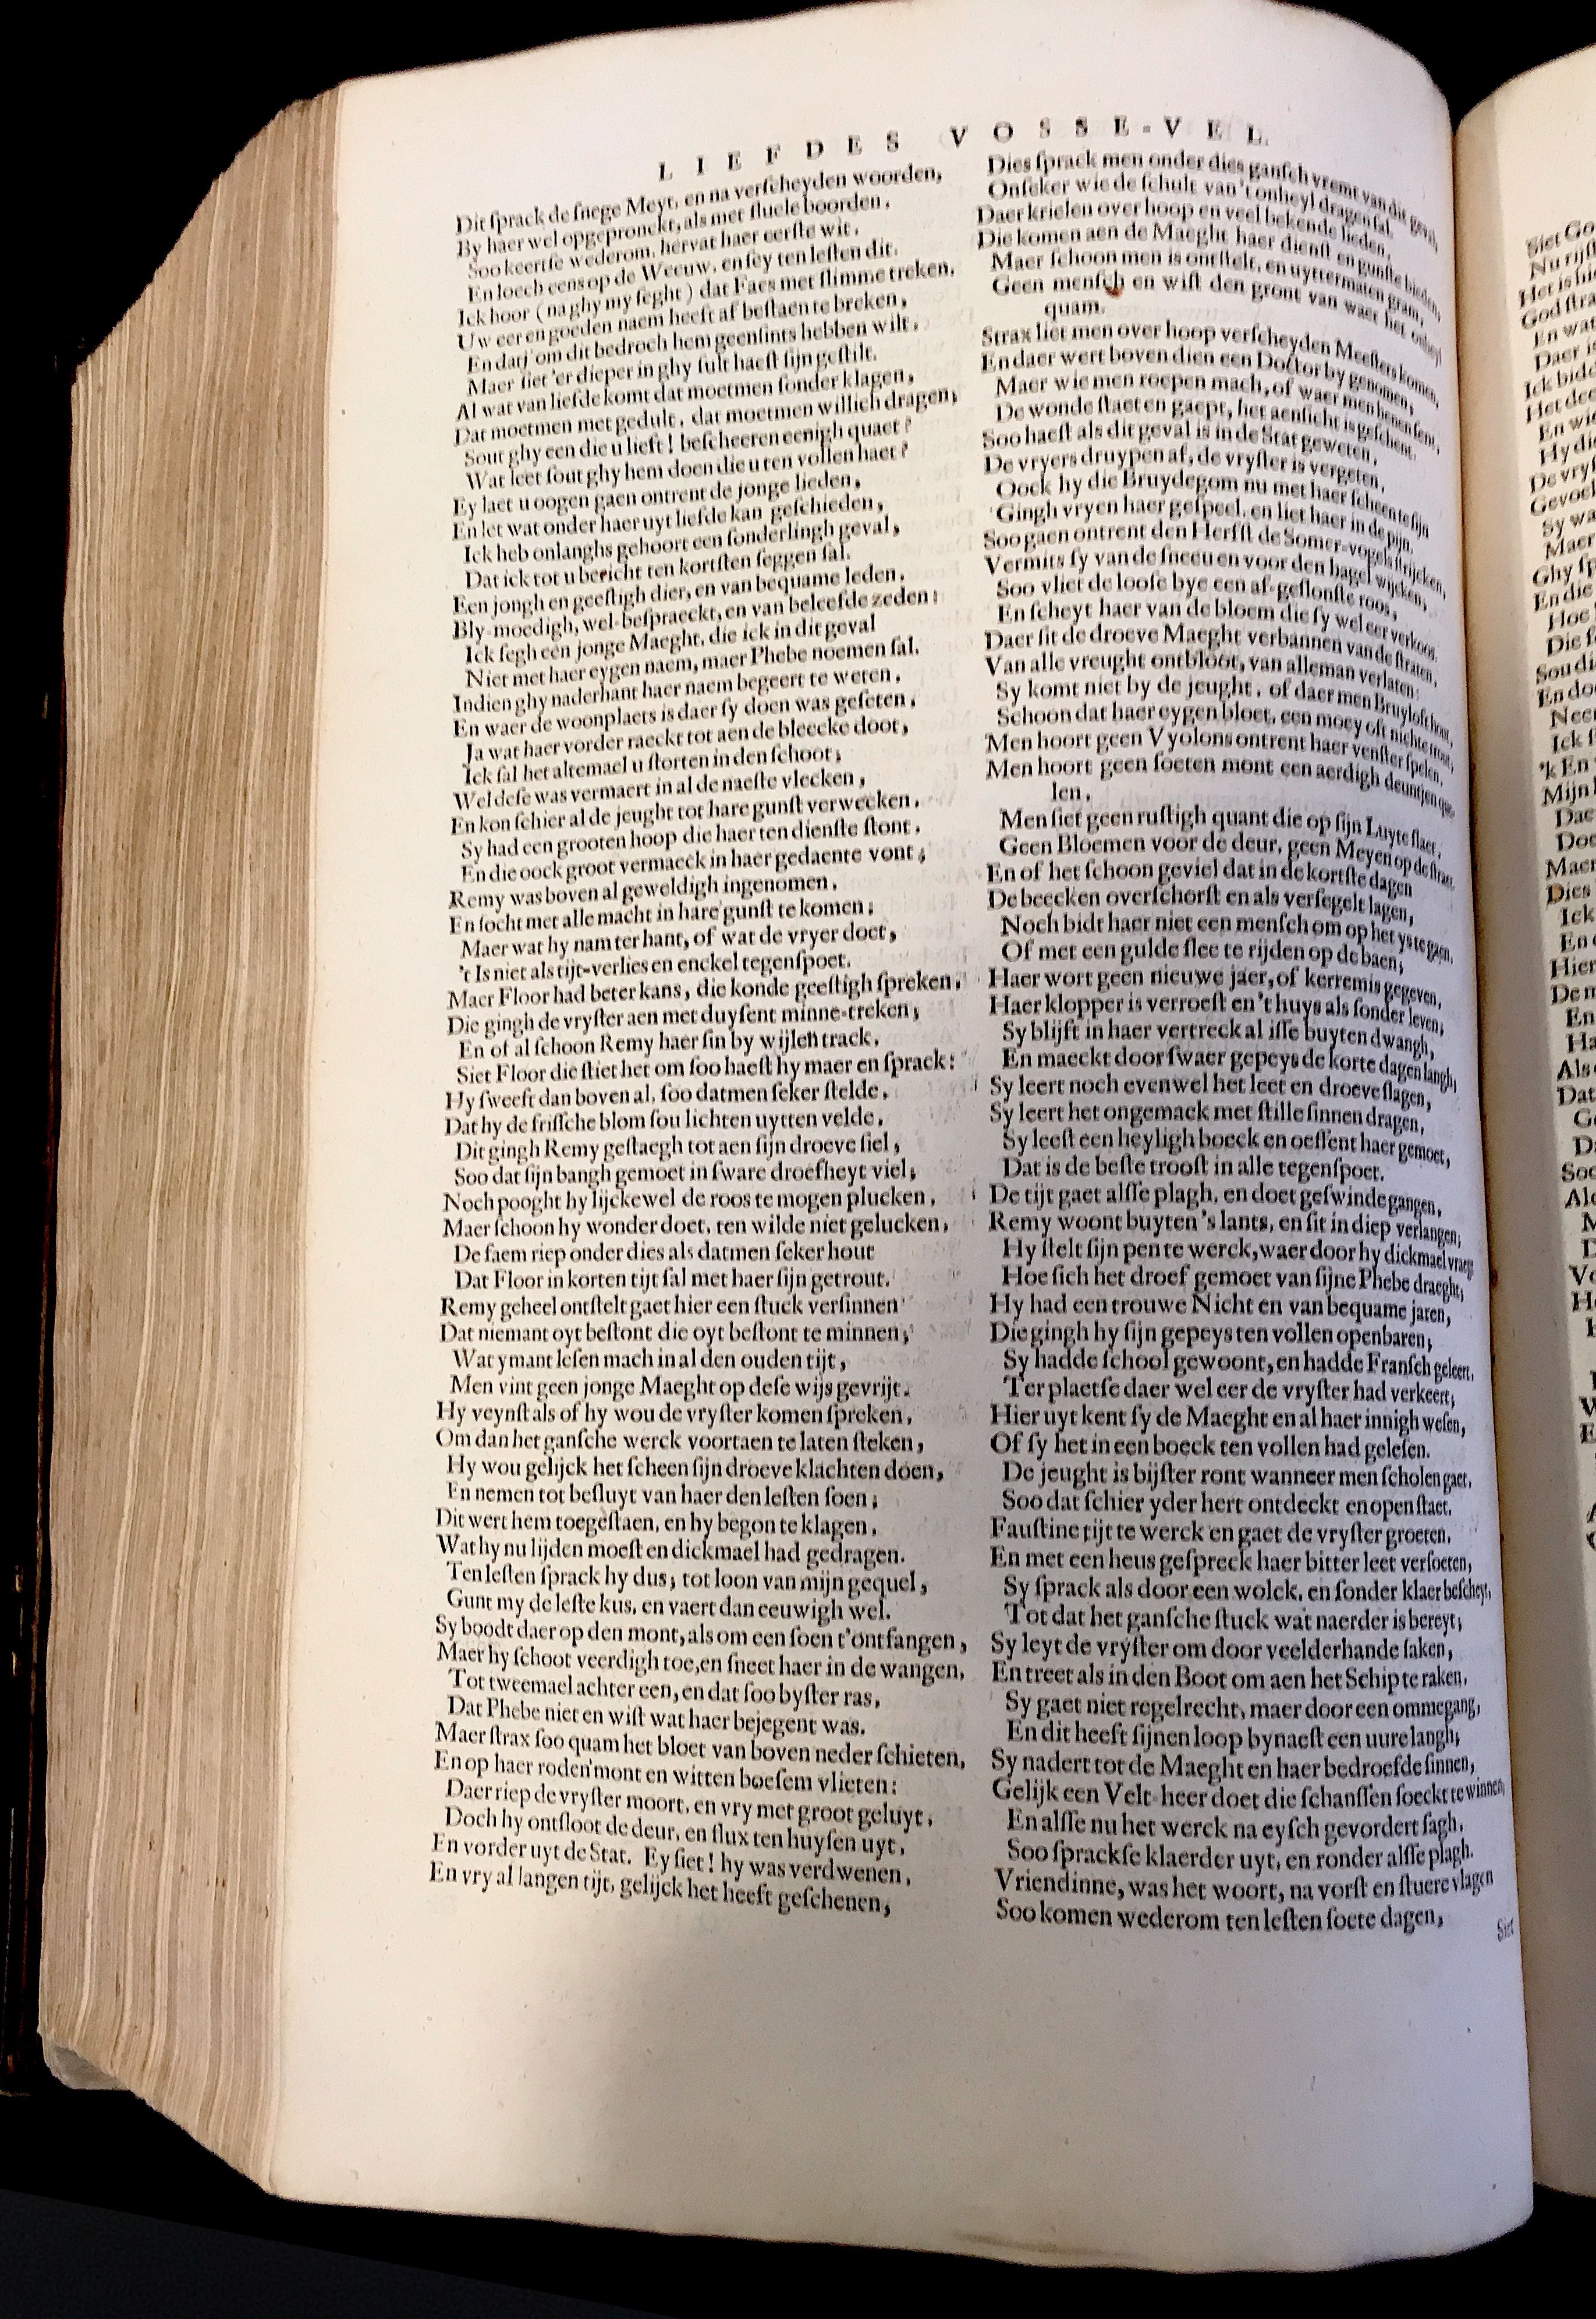 LIEFDES VOSSE-VEL.
Dit ſprack de ſnege Meyt, en na verſcheyden woorden,
By haer wel opgepronckt, als met fluele boorden,
Soo keertſe wederom, hervat haer eerſte wit,
En loech eens op de Weeuw, en ſey ten leſten dit.
Ick hoor (na ghy my ſeght) dat Faes met ſlimme treken,
Uw eer en goeden naem heeft af beſtaen te breken,
En datj' om dit bedroch hem geenſints hebben wilt,
Maer ſiet 'er dieper in ghy ſult haeſt ſijn geſtilt.
Al wat van liefde komt dat moetmen ſonder klagen,
Dat moetmen met gedult, dat moetmen willich dragen;
Sout ghy een die u lieft! beſcheeren eenigh quaet?
Wat leet ſout ghy hem doen die u ten vollen haet?
Ey laet u oogen gaen ontrent de jonge lieden,
En let wat onder haer uyt liefde kan geſchieden,
Ick heb onlanghs gehoort een ſonderlingh geval,
Dat ick tot u bericht ten kortſten ſeggen ſal.
Een jongh en geeſtigh dier, en van bequame leden,
Bly-moedigh, wel-beſpraeckt, en van beleefde zeden:
Ick ſegh een jonge Maeght, die ick in dit geval
Niet met haer eygen naem, maer Phebe noemen ſal.
Indien ghy naderhant haer naem begeert te weten,
En waer de woonplaets is daer ſy doen was geſeten,
Ja wat haer vorder raeckt tot aen de bleecke doot,
Ick ſal het altemael u ſtorten in den ſchoot;
Wel deſe was vermaert in al de naeſte vlecken,
En kon ſchier al de jeught tot hare gunſt verwecken,
Sy had een grooten hoop die haer ten dienſte ſtont,
En die oock groot vermaeck in haer gedaente vont;
Remy was boven al geweldigh ingenomen,
En ſocht met alle macht in hare gunſt te komen;
Maer wat hy nam ter hant, of wat de vryer doet,
't Is niet als tijt-verlies en enckel tegenſpoet.
Maer Floor had beter kans, die konde geeſtigh ſpreken,
Die gingh de vryſter aen met duyſent minne-treken;
En of al ſchoon Remy haer ſin by wijlen track,
Siet Floor die ſtiet het om ſoo haeſt hy maer en ſprack:
Hy ſweeft dan boven al, ſoo datmen ſeker ſtelde,
Dat hy de friſſche blom ſou lichten uytten velde,
Dit gingh Remy geſtaegh tot aen ſijn droeve ſiel,
Soo dat ſijn bangh gemoet in ſware droefheyt viel;
Noch pooght hy lijckewel de roos te mogen plucken,
Maer ſchoon hy wonder doet, ten wilde niet gelucken,
De faem riep onder dies als datmen ſeker hout
Dat Floor in korten tijt ſal met haer ſijn getrout.
Remy geheel ontſtelt gaet hier een ſtuck verſinnen
Dat niemant oyt beſtont die oyt beſtont te minnen;
Wat ymant leſen mach in al den ouden tijt,
Men vint geen jonge Maeght op deſe wijs gevrijt.
Hy veynſt als of hy wou de vryſter komen ſpreken,
Om dan het ganſche werck voortaen te laten ſteken,
Hy wou gelijck het ſcheen ſijn droeve klachten doen,
En nemen tot beſluyt van haer den leſten ſoen;
Dit wert hem toegeſtaen, en hy begon te klagen,
Wat hy nu lijden moeſt en dickmael had gedragen.
Ten leſten ſprack hy dus; tot loon van mijn gequel,
Gunt my de leſte kus, en vaert dan eeuwigh wel.
Sy boodt daer op den mont, als om een ſoen t'ontfangen,
Maer hy ſchoot veerdigh toe, en ſneet haer in de wangen,
Tot tweemael achter een, en dat ſoo byſter ras,
Dat Phebe niet en wiſt wat haer bejegent was.
Maer ſtrax ſoo quam het bloet van boven neder ſchieten,
En op haer roden mont en witten boeſem vlieten:
Daer riep de vryſter moort, en vry met groot geluyt,
Doch hy ontſloot de deur, en flux ten huyſen uyt,
En vorder uyt de Stat. Ey ſiet! hy was verdwenen,
En vry al langen tijt, gelijck het heeft geſchenen,
Dies ſprack men onder dies ganſch vremt van dit geval,
Onſeker wie de ſchult van 't onheyl dragen ſal.
Daer krielen over hoop en veel bekende lieden,
Die komen aen de Maeght haer dienſt en gunſte bieden,
Maer ſchoon men is ontſtelt, en uyttermaten gram,
Geen menſch en wiſt den gront van waer het onheyl
quam.
Strax liet men over hoop verſcheyden Meeſters komen,
En daer wert boven dien een Doctor by genomen,
Maer wie men roepen mach, of waer men henen ſent,
De wonde ſtaet en gaept, het aenſicht is geſchent.
Soo haeſt als dit geval is in de Stat geweten,
De vryers druypen af, de vryſter is vergeten,
Oock hy die Bruydegom nu met haer ſcheen te ſijn
Gingh vryen haer geſpeel, en liet haer in de pijn.
Soo gaen ontrent den Herfſt de Somer-vogels ſtrijcken,
Vermits ſy van de ſneeu en voor den hagel wijcken;
Soo vliet de looſe bye een af-geſlonſte roos,
En ſcheyt haer van de bloem die ſy wel eer verkoos.
Daer ſit de droeve Maeght verbannen van de ſtraten,
Van alle vreught ontbloot, van alleman verlaten:
Sy komt niet by de jeught, of daer men Bruyloft hout,
Schoon dat haer eygen bloet, een moey oft nichte trout;
Men hoort geen Vyolons ontrent haer venſter ſpelen,
Men hoort geen ſoeten mont een aerdigh deuntjen que-
len,
Men ſiet geen ruſtigh quant die op ſijn Luyte ſlaet,
Geen Bloemen voor de deur, geen Meyen op de ſtraet.
En of het ſchoon geviel dat in de kortſte dagen
De beecken overſchorſt en als verſegelt lagen,
Noch bidt haer niet een menſch om op het ys te gaen,
Of met een gulde ſlee te rijden op de baen;
Haer wort geen nieuwe jaer, of kerremis gegeven,
Haer klopper is verroeſt en 't huys als ſonder leven;
Sy blijft in haer vertreck al iſſe buyten dwangh,
En maeckt door ſwaer gepeys de korte dagen langh;
Sy leert noch evenwel het leet en droeve ſlagen,
Sy leert het ongemack met ſtille ſinnen dragen,
Sy leeſt een heyligh boeck en oeffent haer gemoet,
Dat is de beſte trooſt in alle tegenſpoet.
De tijt gaet alſſe plagh, en doet geſwinde gangen,
Remy woont buyten 's lants, en ſit in diep verlangen;
Hy ſtelt ſijn pen te werck, waer door hy dickmael vraegt
Hoe ſich het droef gemoet van ſijne Phebe draeght;
Hy had een trouwe Nicht en van bequame jaren,
Die gingh hy ſijn gepeys ten vollen openbaren;
Sy hadde ſchool gewoont, en hadde Franſch geleert,
Ter plaetſe daer wel eer de vryſter had verkeert;
Hier uyt kent ſy de Maeght en al haer innigh weſen,
Of ſy het in een boeck ten vollen had geleſen.
De jeught is bijſter ront wanneer men ſcholen gaet,
Soo dat ſchier yder hert ontdeckt en open ſtaet.
Fauſtine tijt te werck en gaet de vryſter groeten,
En met een heus geſpreck haer bitter leet verſoeten,
Sy ſprack als door een wolck, en ſonder klaer beſcheyt,
Tot dat het ganſche ſtuck wat naerder is bereyt;
Sy leyt de vryſter om door veelderhande ſaken,
En treet als in den Boot om aen het Schip te raken,
Sy gaet niet regelrecht, maer door een ommegang,
En dit heeft ſijnen loop bynaeſt een uure langh;
Sy nadert tot de Maeght en haer bedroefde ſinnen,
Gelijk een Velt-heer doet die ſchanſſen ſoeckt te winnen,
En alſſe nu het werck na eyſch gevordert ſagh,
Soo ſprackſe klaerder uyt, en ronder alſſe plagh.
Vriendinne, was het woort, na vorſt en ſtuere vlagen
Soo komen wederom ten leſten ſoete dagen,
Siet